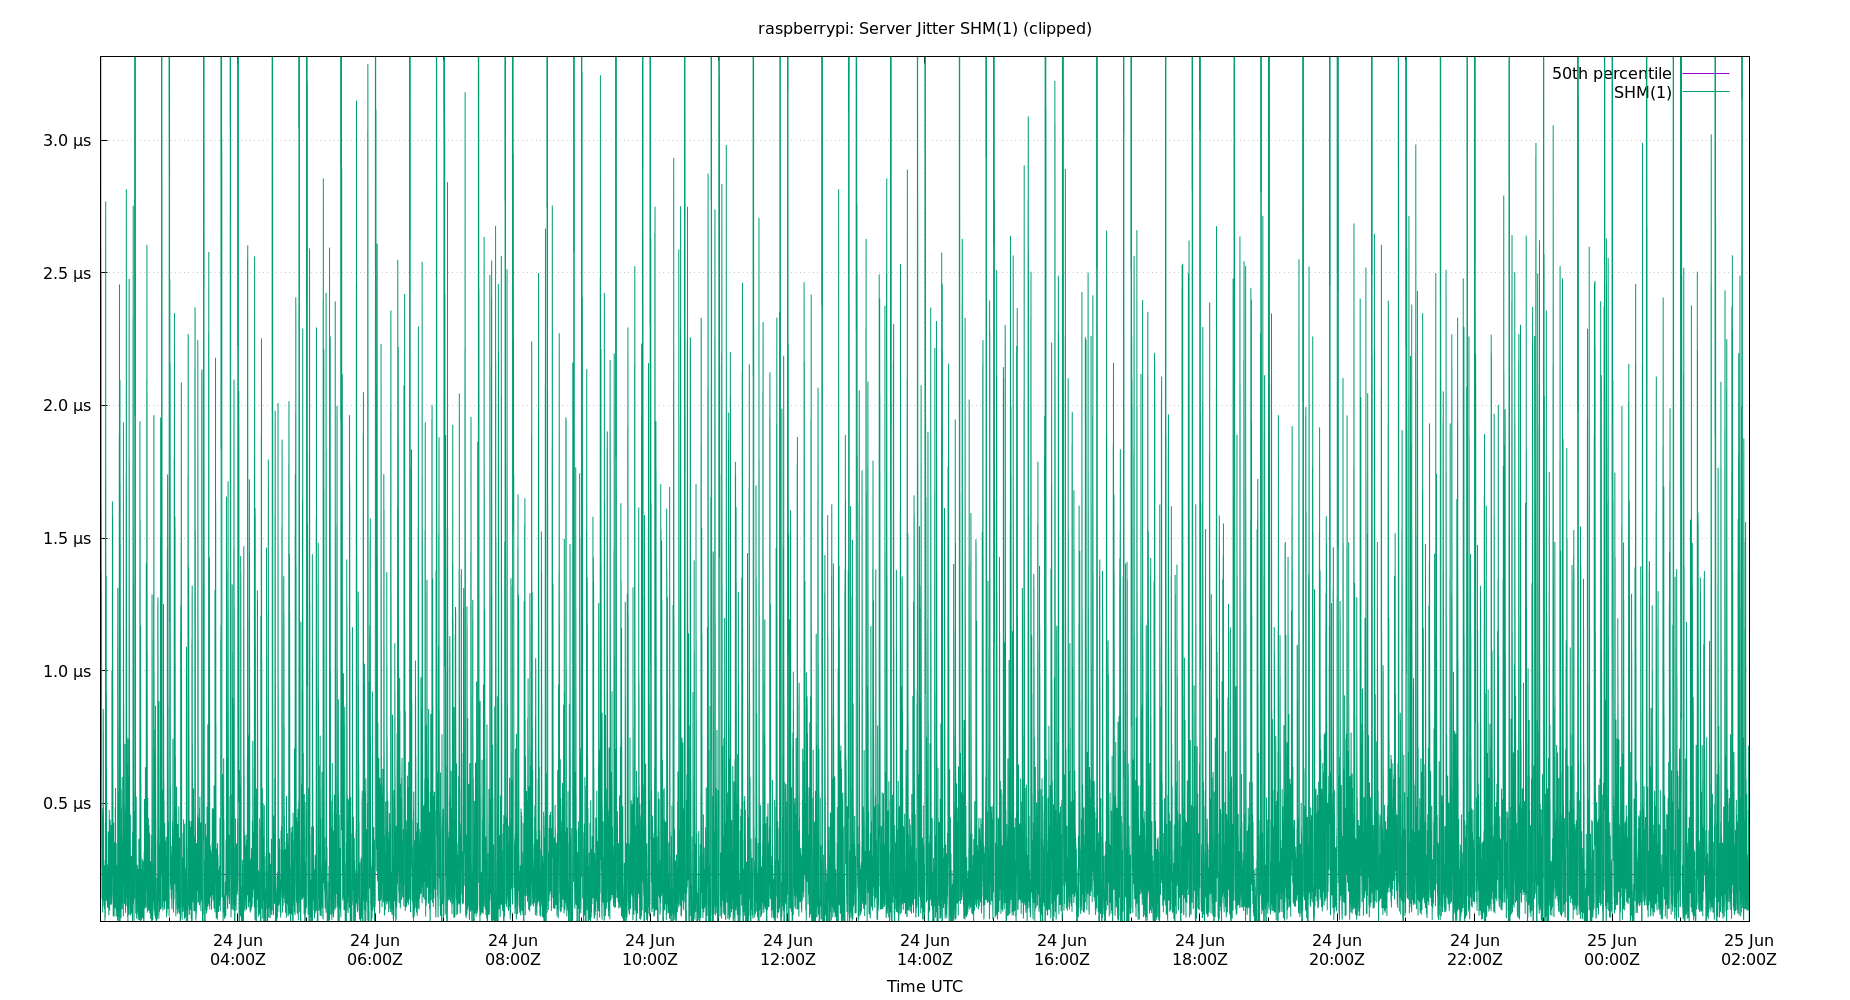 raspberrypi: Server Jitter SHM(1) (clipped)
50th percentile
SHM(1)
3.0 µs
2.5 µs
2.0 µs
1.5 µs
1.0 µs
0.5 µs
24 Jun 24 Jun 24 Jun 24 Jun 24 Jun 24 Jun 24 Jun 24 Jun 24 Jun 24 Jun 25 Jun 25 Jun
04:00Z 06:00Z 08:00Z 10:00Z 12:00Z 14:00Z 16:00Z 18:00Z 20:00Z 22:00Z 00:00Z 02:00Z
Time UTC